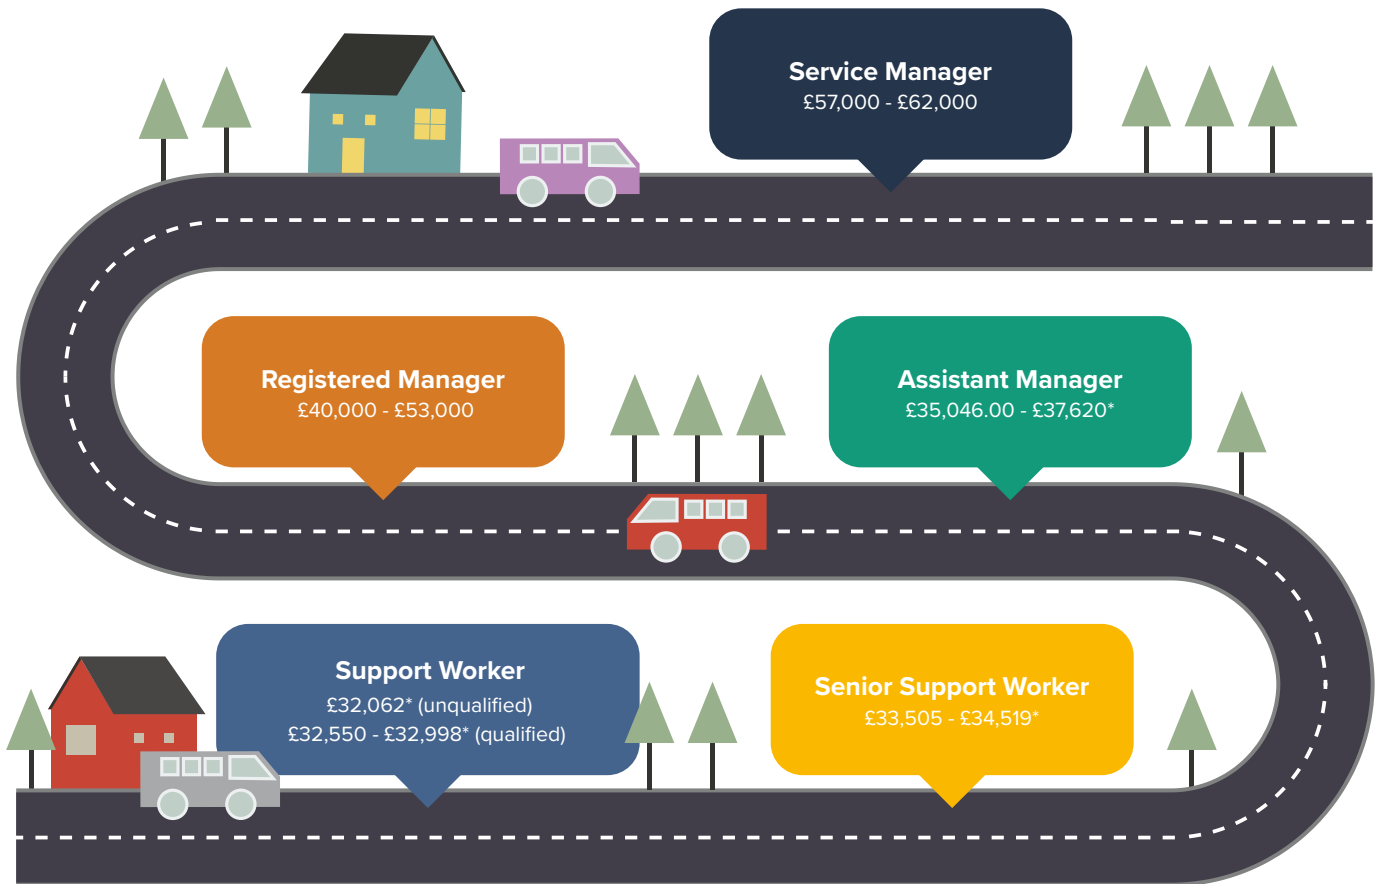 Service Manager
£57,000 - £62,000
Registered Manager
£40,000 - £53,000
Assistant Manager
£35,046.00 - £37,620*
Support Worker
£32,062* (unqualified)
£32,550 - £32,998* (qualified)
Senior Support Worker
£33,505 - £34,519*